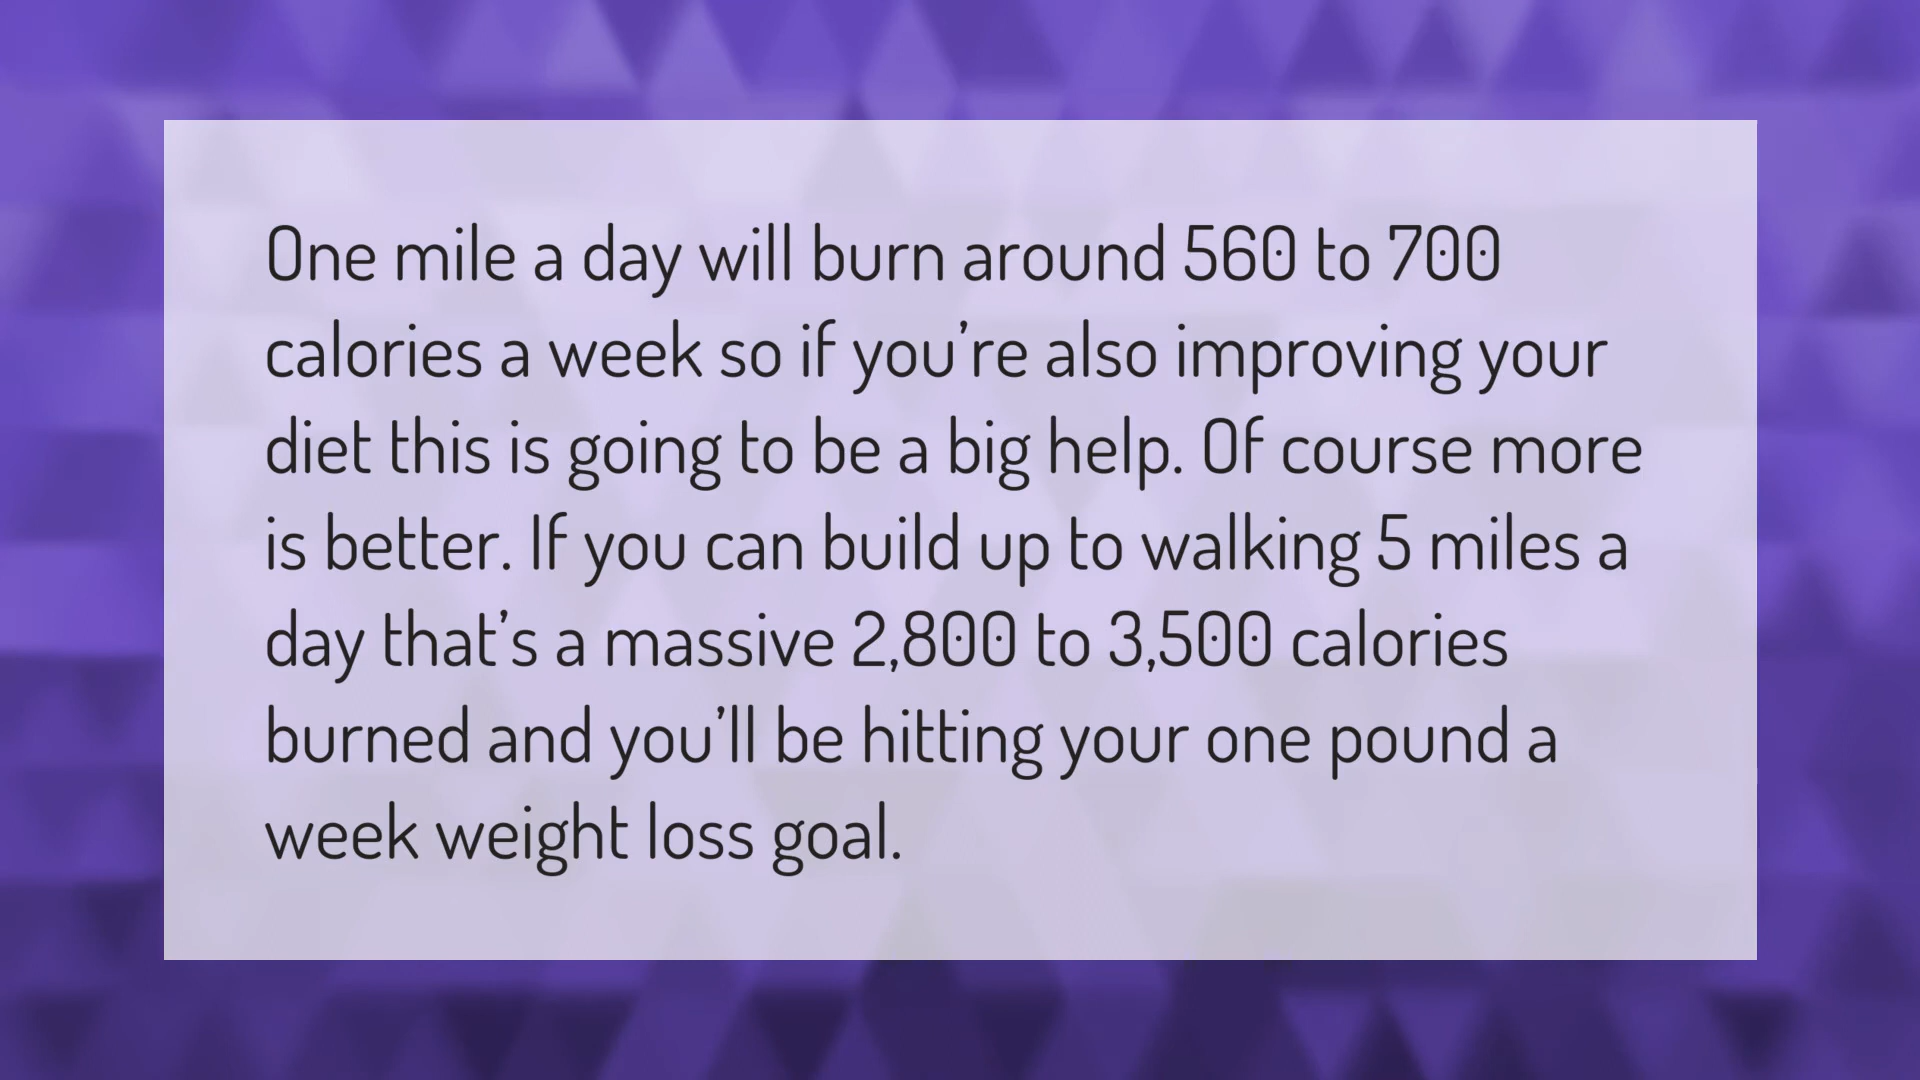 One mile a day will burn around 560 to 700
calories a week so if you're also improving your
diet this is going to be a big help. Of course more
is better. If you can build up to walking 5 miles a
day that's a massive 2,800 to 3,500 calories
burned and you'll be hitting your one pound a
week weight loss goal.